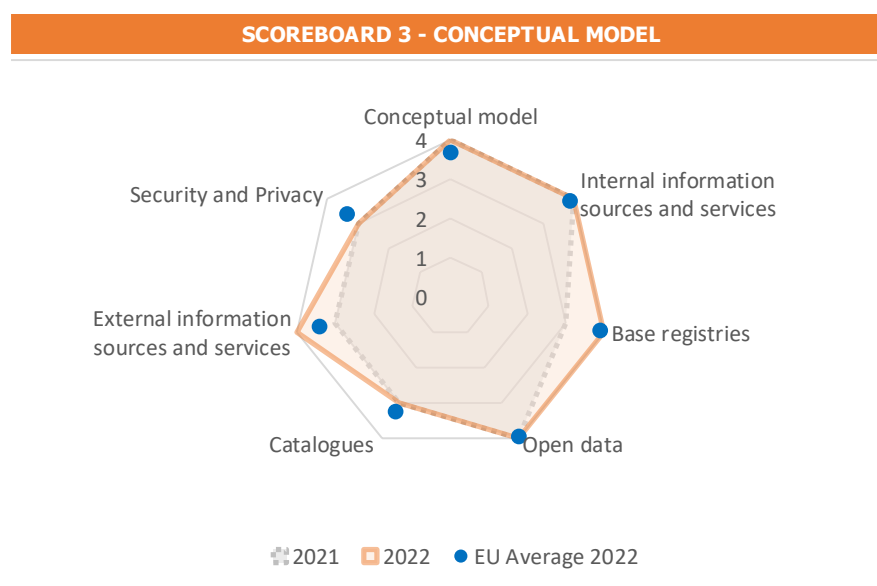 SCOREBOARD 3 - CONCEPTUAL MODEL
Conceptual model
4
3
2
1
0
Internal information
sources and services
Base registries
Open data
Catalogues
External information
sources and services
Security and Privacy
2021 2022 EU Average 2022